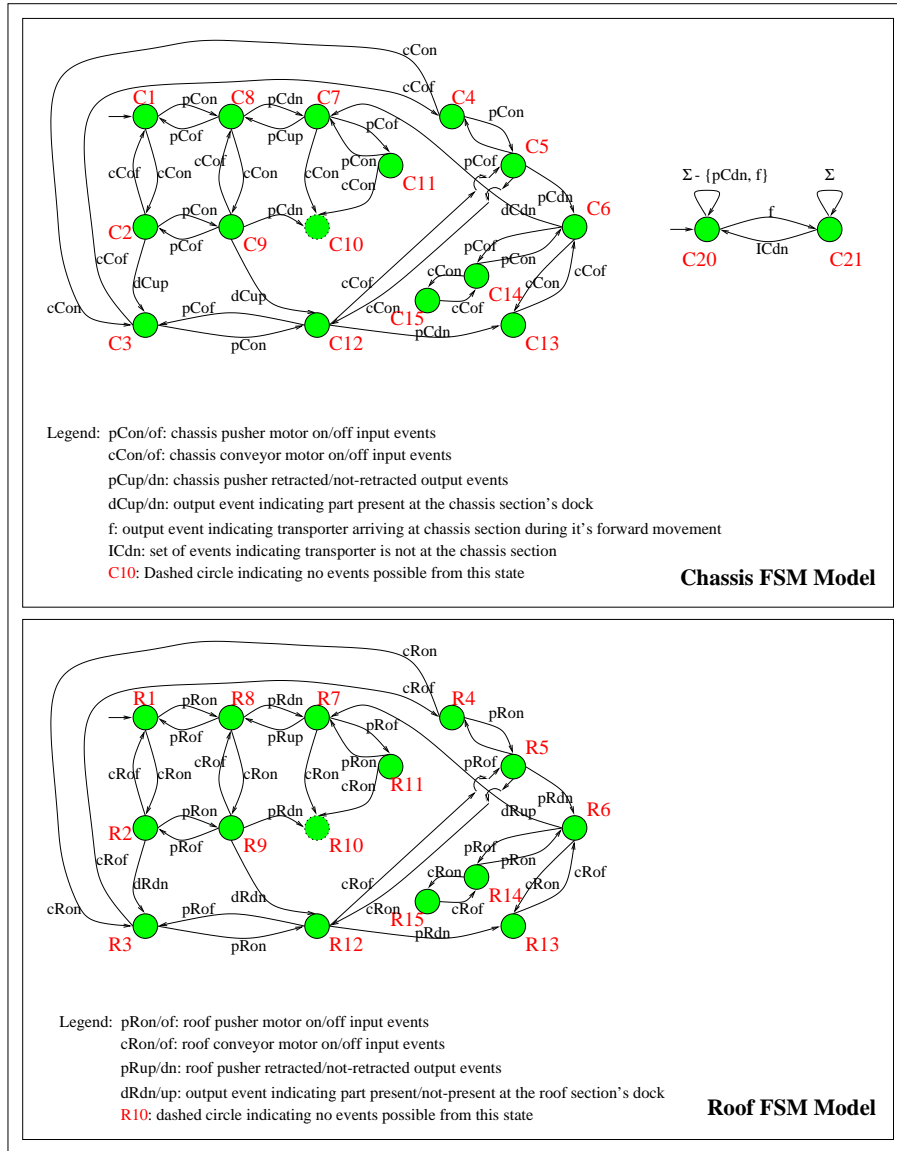 cCon
cCof
C1
pCon
C8
pCdn
C7
C4
pCof
pCup
pCof
pCon
C5
pCon
pCof
cCof
cCon
cCof
cCon
cCon
cCon
C11
pCdn
Σ - {pCdn, f}
Σ
C2
pCon
pCof
C9
pCdn
C10
dCdn
C6
f
ICdn
C20
C21
cCof
dCup
dCup
pCof
pCon
cCon
cCof
C14
cCon
cCof
cCof
cCon
C15
cCon
C3
pCof
pCon
C12
pCdn
C13
Legend: pCon/of: chassis pusher motor on/off input events
cCon/of: chassis conveyor motor on/off input events
pCup/dn: chassis pusher retracted/not-retracted output events
dCup/dn: output event indicating part present at the chassis section's dock
f: output event indicating transporter arriving at chassis section during it's forward movement
ICdn: set of events indicating transporter is not at the chassis section
C10: Dashed circle indicating no events possible from this state
Chassis FSM Model
cRon
cRof
R1
pRon
R8
pRdn
R7
R4
pRof
pRup
pRof
pRon
R5
pRon
pRof
cRof
cRon
cRof
cRon
cRon
cRon
R11
pRdn
R2
pRon
pRof
R9
pRdn
R10
dRup
R6
cRof
dRdn
dRdn
pRof
pRon
cRon
cRof
R14
cRon
cRof
cRof
cRon
R15
cRon
R3
pRof
pRon
R12
pRdn
R13
Legend: pRon/of: roof pusher motor on/off input events
cRon/of: roof conveyor motor on/off input events
pRup/dn: roof pusher retracted/not-retracted output events
dRdn/up: output event indicating part present/not-present at the roof section's dock
R10: dashed circle indicating no events possible from this state
Roof FSM Model